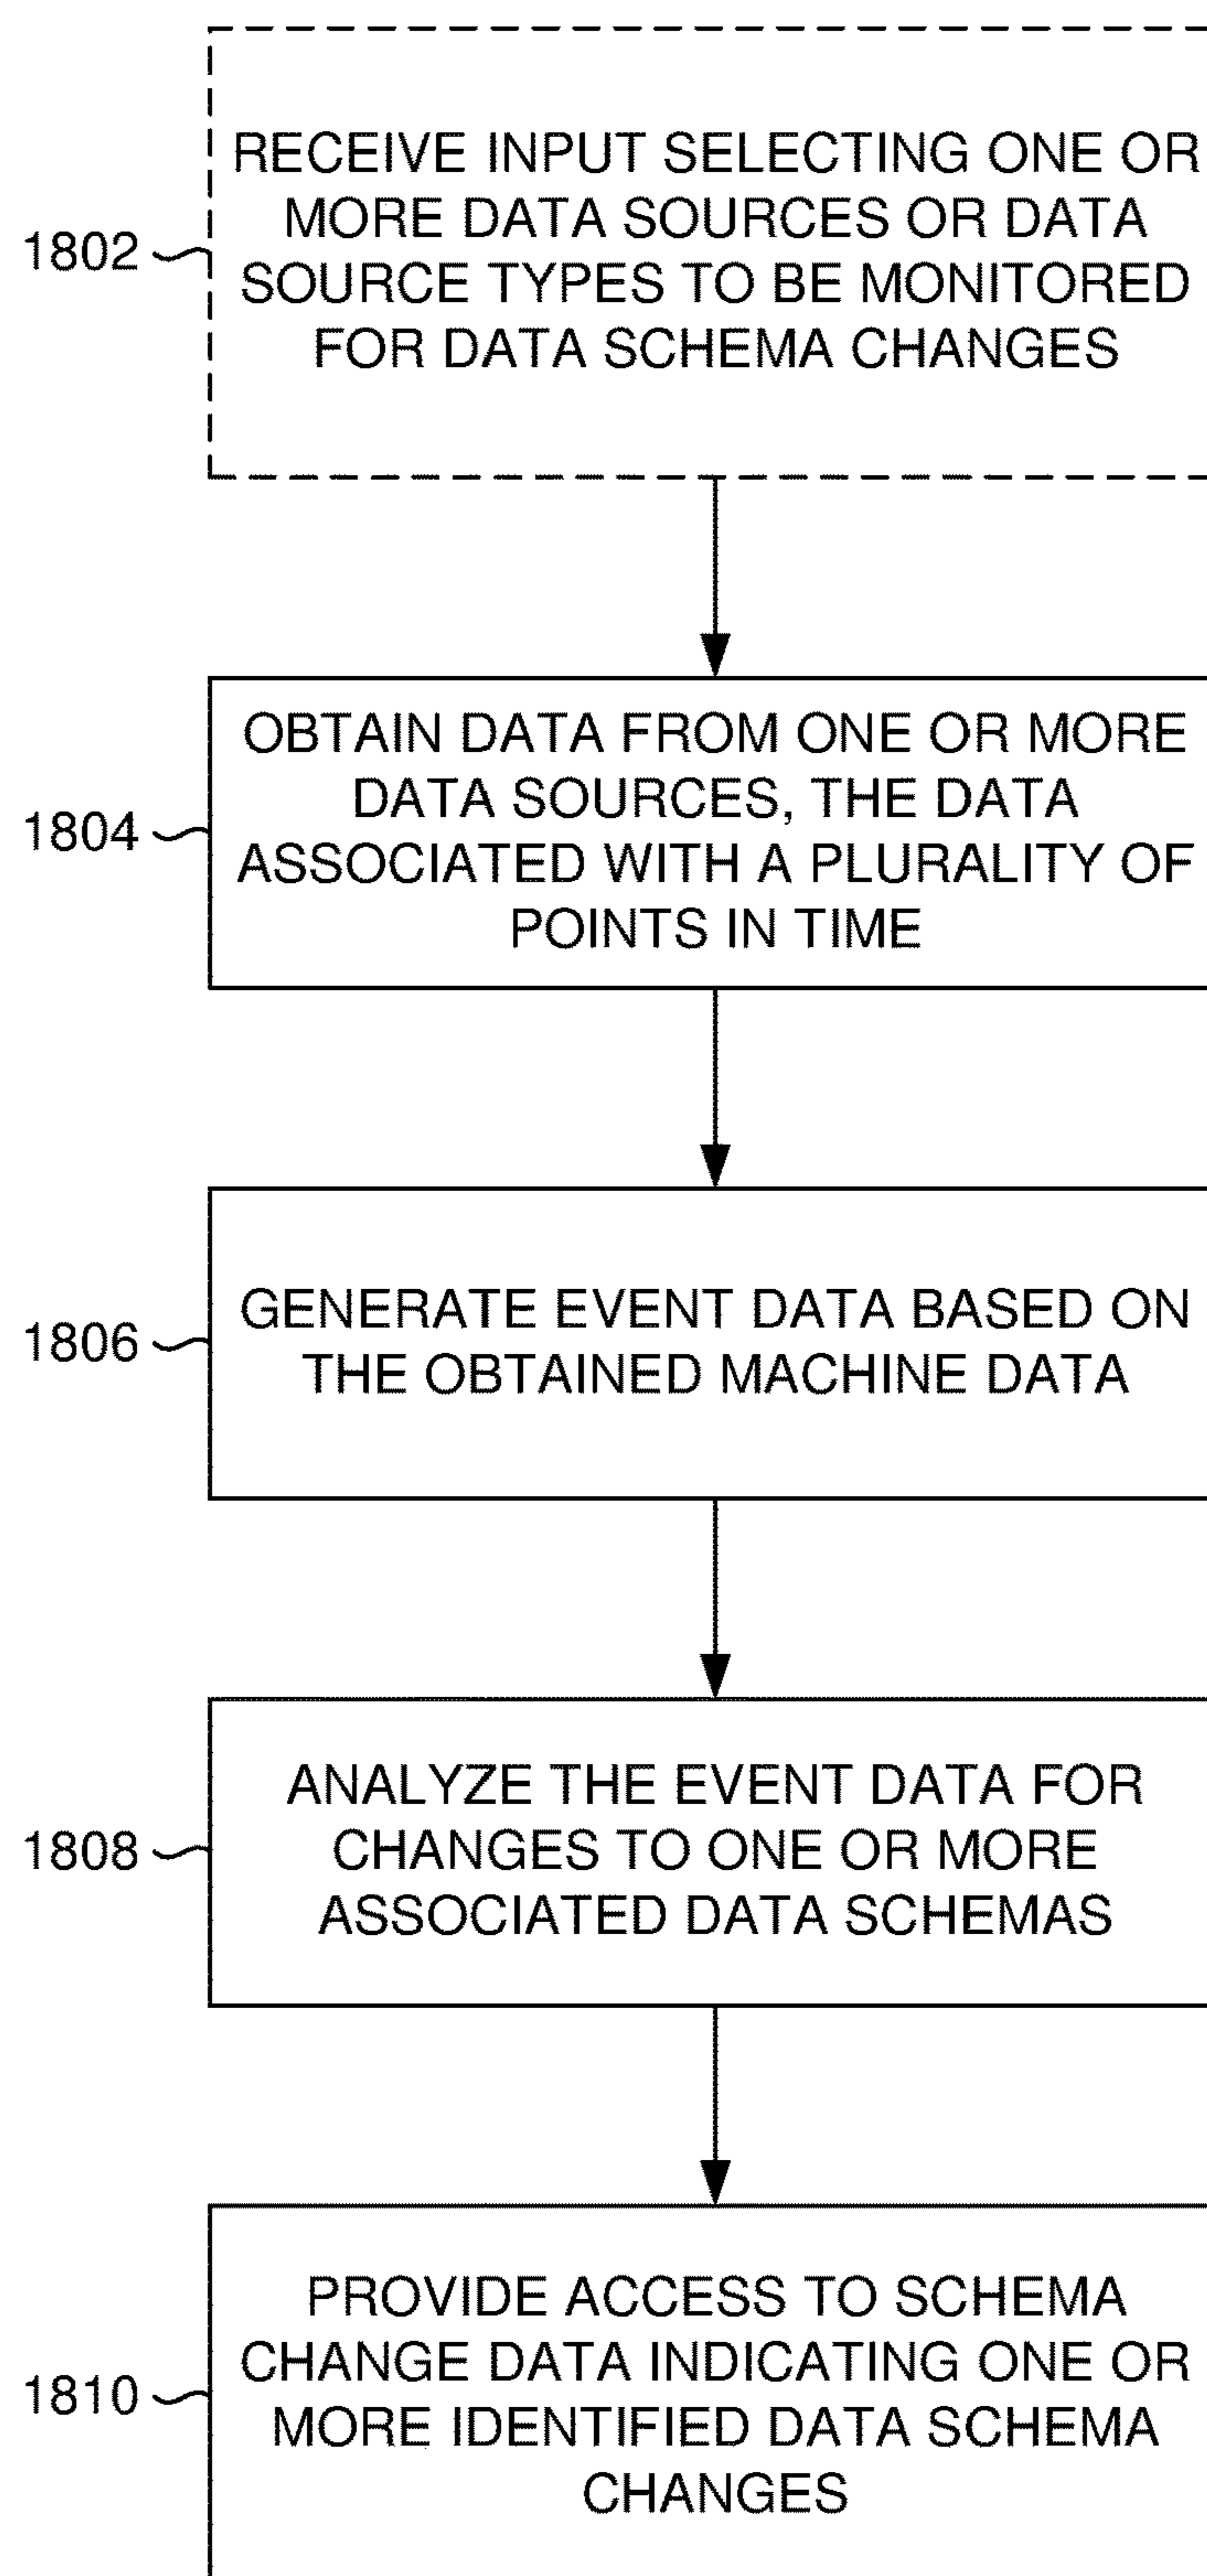 RECEIVE INPUT SELECTING ONE OR
MORE DATA SOURCES OR DATA
1802
SOURCE TYPES TO BE MONITORED
FOR DATA SCHEMA CHANGES
OBTAIN DATA FROM ONE OR MORE
DATA SOURCES, THE DATA
1804
ASSOCIATED WITH A PLURALITY OF
POINTS IN TIME
GENERATE EVENT DATA BASED ON
1806
THE OBTAINED MACHINE DATA
ANALYZE THE EVENT DATA FOR
1808
CHANGES TO ONE OR MORE
ASSOCIATED DATA SCHEMAS
PROVIDE ACCESS TO SCHEMA
CHANGE DATA INDICATING ONE OR
1810
MORE IDENTIFIED DATA SCHEMA
CHANGES